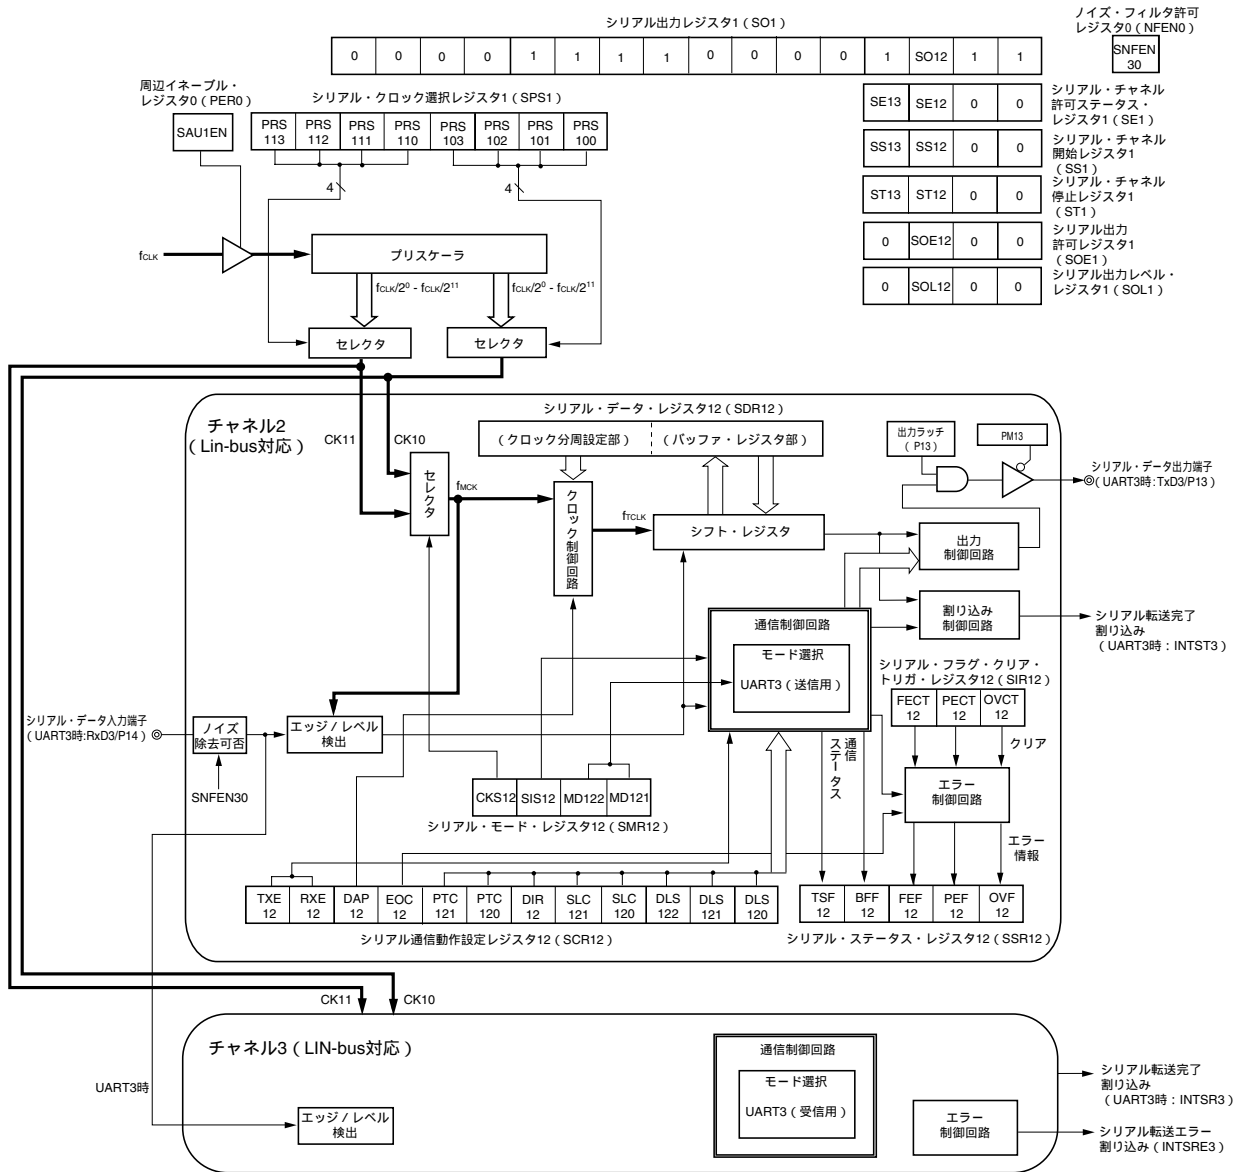 シリアル出力レジスタ1（SO1）
0 0 0 0 1 1 1 1 0 0 0 0 1 SO12 1 1
ノイズ・フィルタ許可
レジスタ0（NFEN0）
SNFEN
30
周辺イネーブル・
レジスタ0（PER0）
SAU1EN
シリアル・クロック選択レジスタ1（SPS1）
PRS PRS PRS PRS PRS PRS PRS PRS
113 112 111 110 103 102 101 100
4
4
SE13 SE12 0 0
シリアル・チャネル
許可ステータス・
レジスタ1（SE1）
SS13 SS12 0 0
シリアル・チャネル
開始レジスタ1
（SS1）
ST13 ST12 0 0
シリアル・チャネル
停止レジスタ1
（ST1）
0 SOE12 0 0
シリアル出力
許可レジスタ1
（SOE1）
0 SOL12 0 0
シリアル出力レベル・
レジスタ1（SOL1）
fCLK
プリスケーラ
fCLK/2⁰ - fCLK/2¹¹
fCLK/2⁰ - fCLK/2¹¹
セレクタ
セレクタ
チャネル2
（Lin-bus対応）
CK11
CK10
セレクタ
fMCK
シリアル・データ・レジスタ12（SDR12）
（クロック分周設定部）
（バッファ・レジスタ部）
クロック制御回路
fTCLK
シフト・レジスタ
出力ラッチ
（P13）
PM13
シリアル・データ出力端子
（UART3時:TxD3/P13）
出力
制御回路
割り込み
制御回路
シリアル転送完了
割り込み
（UART3時：INTST3）
通信制御回路
モード選択
UART3（送信用）
シリアル・フラグ・クリア・
トリガ・レジスタ12（SIR12）
FECT PECT OVCT
12 12 12
クリア
シリアル・データ入力端子
（UART3時:RxD3/P14）
ノイズ
除去可否
エッジ／レベル
検出
SNFEN30
通信
ステータス
エラー
制御回路
エラー
情報
CKS12 SIS12 MD122 MD121
シリアル・モード・レジスタ12（SMR12）
TXE RXE DAP EOC PTC PTC DIR SLC SLC DLS DLS DLS
12 12 12 12 121 120 12 121 120 122 121 120
シリアル通信動作設定レジスタ12（SCR12）
TSF BFF FEF PEF OVF
12 12 12 12 12
シリアル・ステータス・レジスタ12（SSR12）
CK11
CK10
チャネル3（LIN-bus対応）
UART3時
エッジ／レベル
検出
通信制御回路
モード選択
UART3（受信用）
エラー
制御回路
シリアル転送完了
割り込み
（UART3時：INTSR3）
シリアル転送エラー
割り込み（INTSRE3）